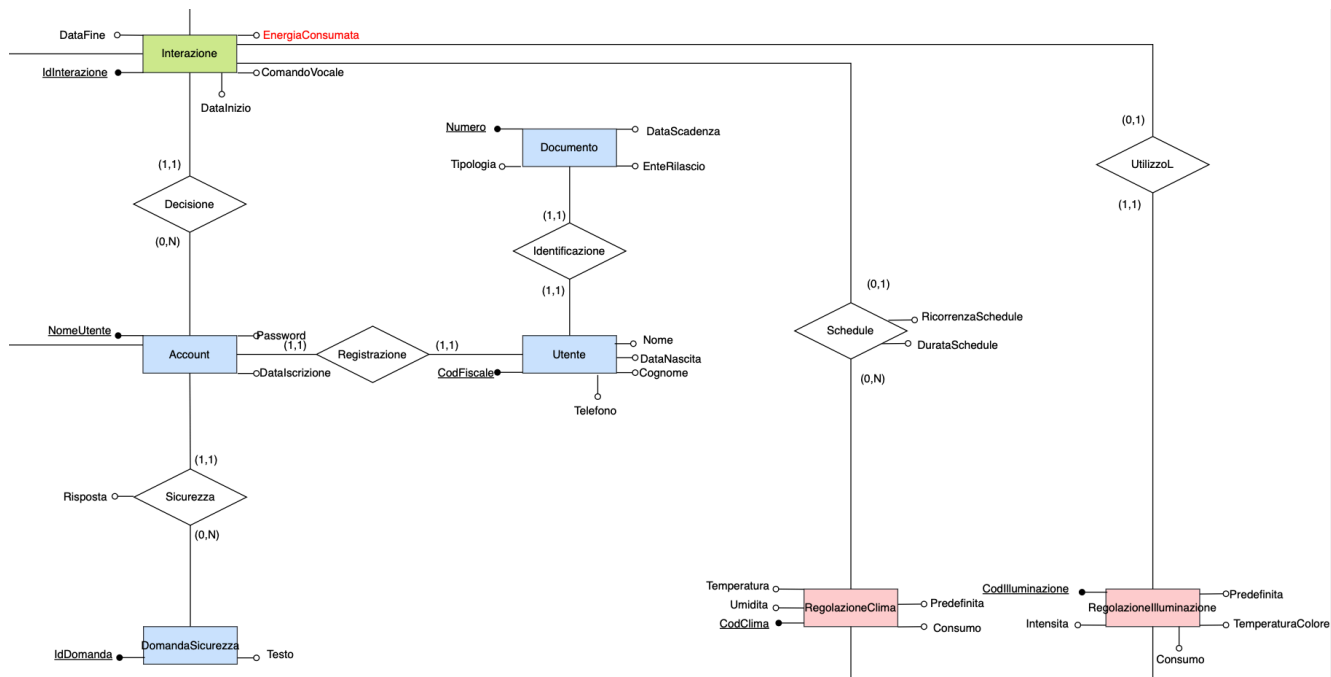 DataFine
EnergiaConsumata
Interazione
IdInterazione
ComandoVocale
DataInizio
Numero
DataScadenza
Documento
Tipologia
EnteRilascio
(0,1)
UtilizzoL
(1,1)
(1,1)
Decisione
(0,N)
(1,1)
Identificazione
(1,1)
(0,1)
RicorrenzaSchedule
Schedule
DurataSchedule
(0,N)
NomeUtente
Password
Account
(1,1)
Registrazione
(1,1)
Utente
Nome
DataNascita
DataIscrizione
CodFiscale
Cognome
Telefono
(1,1)
Risposta
Sicurezza
(0,N)
Temperatura
Umidita
RegolazioneClima
Predefinita
CodClima
Consumo
CodIlluminazione
Predefinita
RegolazioneIlluminazione
Intensita
TemperaturaColore
Consumo
DomandaSicurezza
IdDomanda
Testo